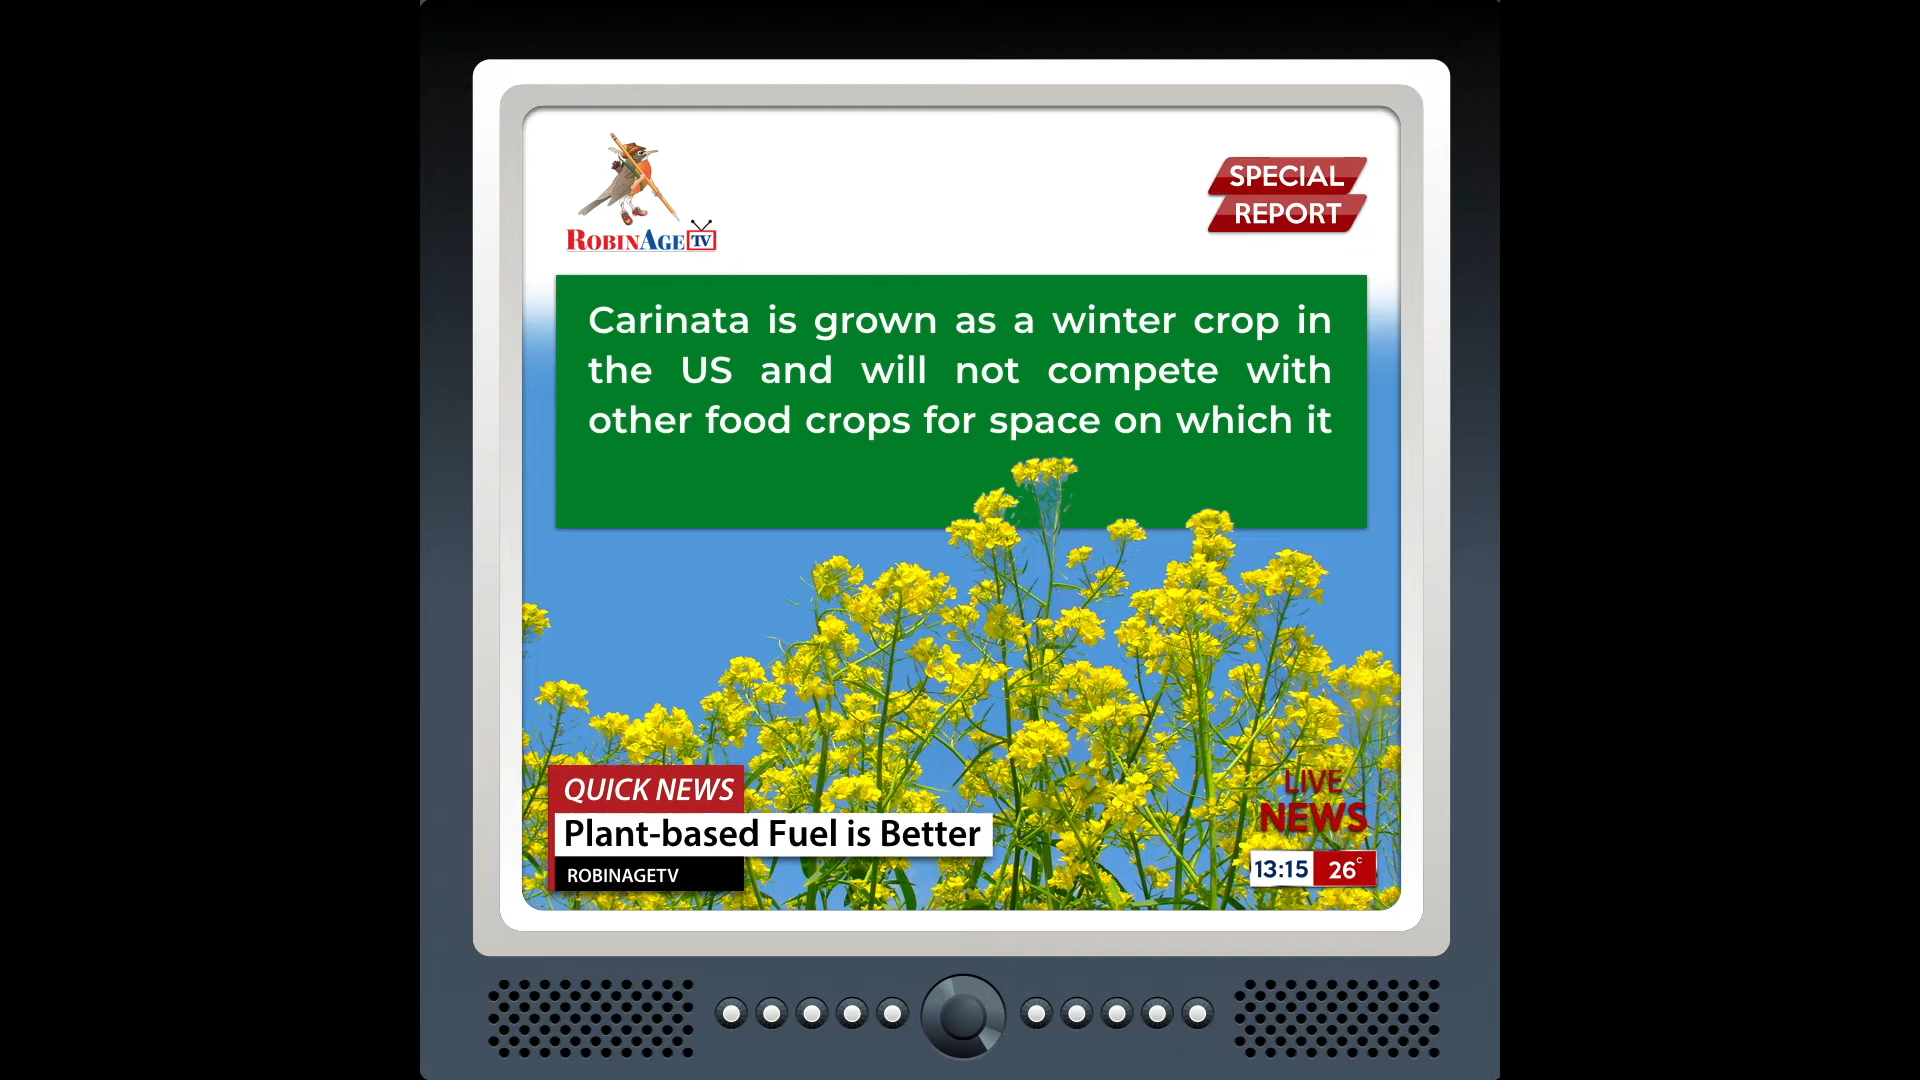 ROBINAGE TV
SPECIAL
REPORT
Carinata is grown as a winter crop in
the US and will not compete with
other food crops for space on which it
QUICK NEWS
Plant-based Fuel is Better
ROBINAGETV
LIVE
NEWS
13:15 26°C